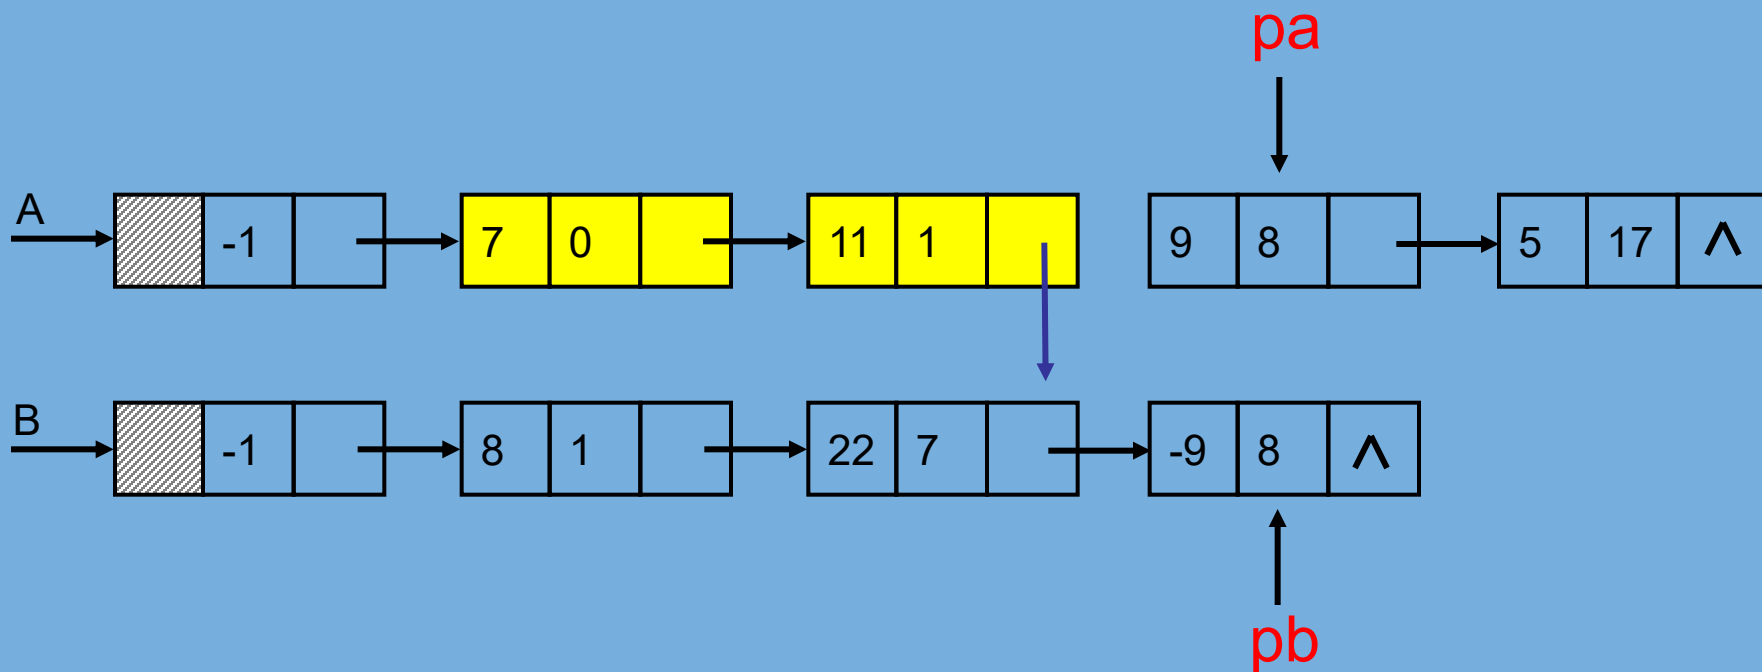 pa
A -1 7 0 11 1 9 8 5 17 ∧
B -1 8 1 22 7 -9 8 ∧
pb